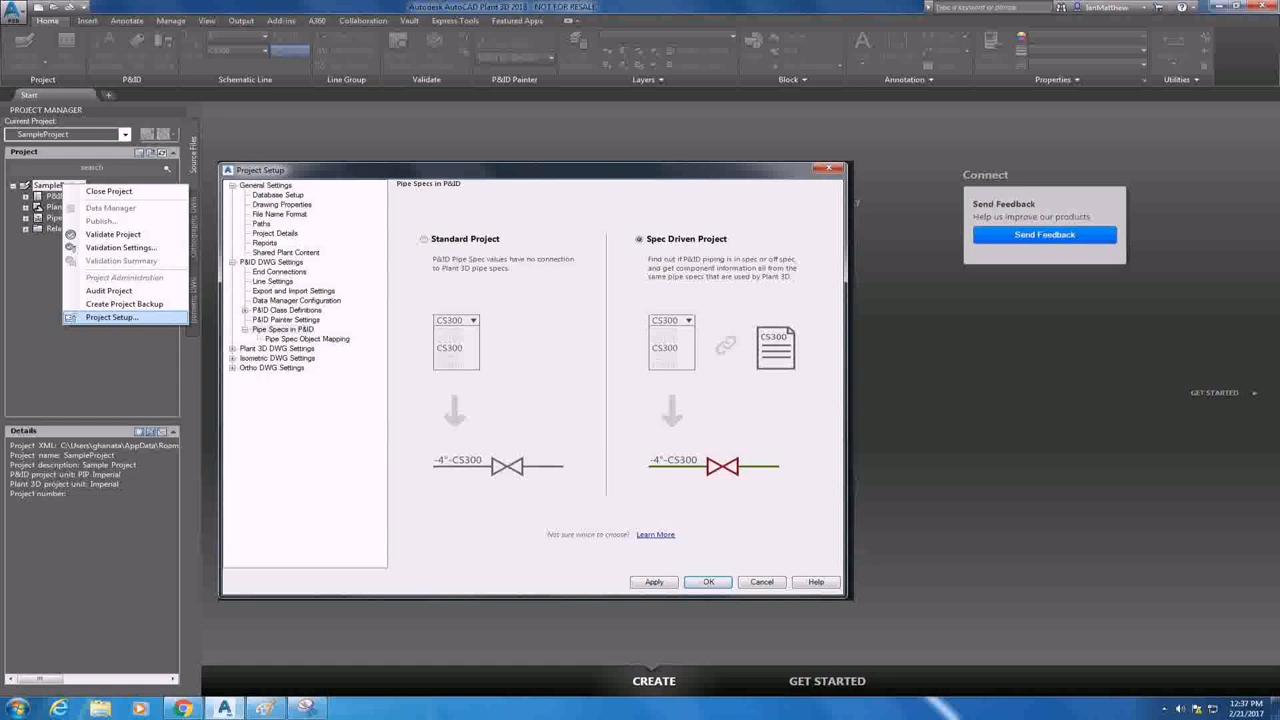 Autodesk AutoCAD Plant 3D 2018 - NOT FOR RESALE
Type a keyword or phrase
IanMatthew
Home Insert Annotate Manage View Output Add-ins A360 Collaboration Vault Express Tools Featured Apps
CS300
Project P&ID Schematic Line Line Group Validate P&ID Painter Layers Block Annotation Properties Utilities
Start
PROJECT MANAGER
Current Project:
SampleProject
Project
search
Source Files
Close Project
Data Manager
Publish...
Validate Project
Validation Settings...
Validation Summary
Project Administration
Audit Project
Create Project Backup
Project Setup...
Details
Project XML: C:\Users\ghanata\AppData\Roam
Project name: SampleProject
Project description: Sample Project
P&ID project unit: PIP Imperial
Plant 3D project unit: Imperial
Project number:
Project Setup
General Settings
Database Setup
Drawing Properties
File Name Format
Paths
Project Details
Reports
Shared Plant Content
P&ID DWG Settings
End Connections
Line Settings
Export and Import Settings
Data Manager Configuration
P&ID Class Definitions
P&ID Painter Settings
Pipe Specs in P&ID
Pipe Spec Object Mapping
Plant 3D DWG Settings
Isometric DWG Settings
Ortho DWG Settings
Pipe Specs in P&ID
Standard Project
P&ID Pipe Spec values have no connection
to Plant 3D pipe specs.
CS300
CS300
-4"-CS300
Spec Driven Project
Find out if P&ID piping is in spec or off spec,
and get component information all from the
same pipe specs that are used by Plant 3D.
CS300
CS300
CS300
-4"-CS300
Not sure which to choose? Learn More
Apply OK Cancel Help
Connect
Send Feedback
Help us improve our products
Send Feedback
GET STARTED
CREATE GET STARTED
12:37 PM
2/21/2017